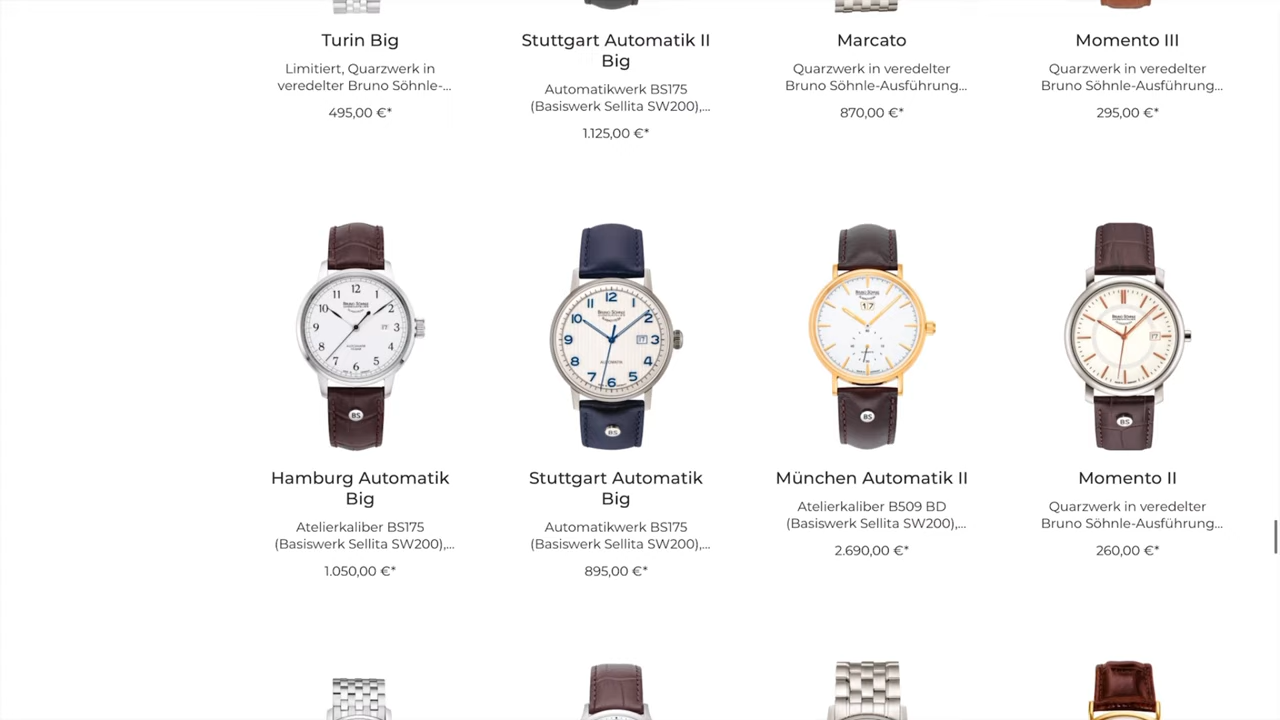 Turin Big
Limitiert, Quarzwerk in
veredelter Bruno Söhnle-...
495,00 €*
Stuttgart Automatik II
Big
Automatikwerk BS175
(Basiswerk Sellita SW200),...
1.125,00 €*
Marcato
Quarzwerk in veredelter
Bruno Söhnle-Ausführung...
870,00 €*
Momento III
Quarzwerk in veredelter
Bruno Söhnle-Ausführung...
295,00 €*
Hamburg Automatik
Big
Atelierkaliber BS175
(Basiswerk Sellita SW200),...
1.050,00 €*
Stuttgart Automatik
Big
Automatikwerk BS175
(Basiswerk Sellita SW200),...
895,00 €*
München Automatik II
Atelierkaliber B509 BD
(Basiswerk Sellita SW200),...
2.690,00 €*
Momento II
Quarzwerk in veredelter
Bruno Söhnle-Ausführung...
260,00 €*